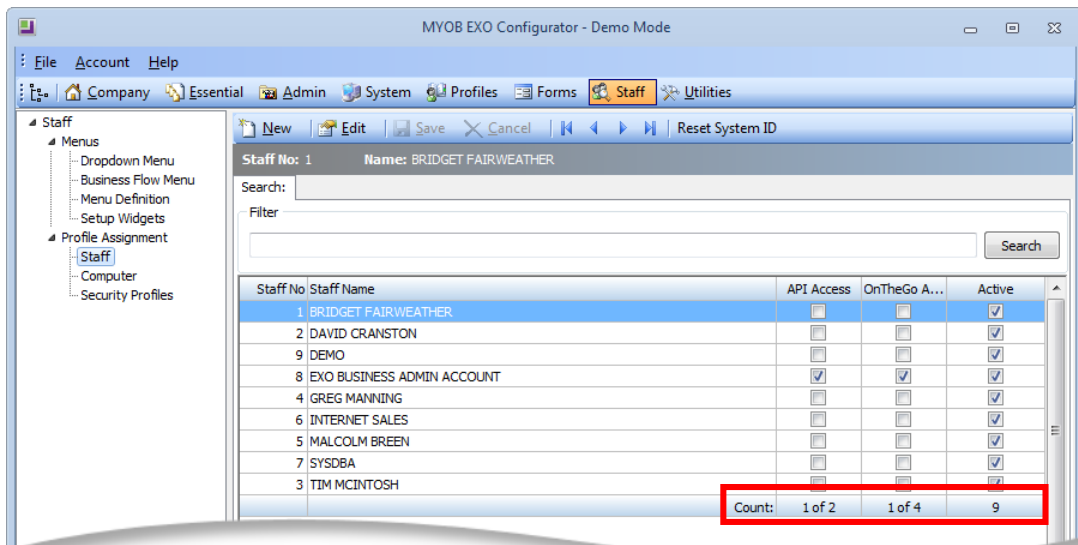 MYOB EXO Configurator - Demo Mode
File Account Help
Company Essential Admin System Profiles Forms Staff Utilities
Staff
Menus
Dropdown Menu
Business Flow Menu
Menu Definition
Setup Widgets
Profile Assignment
Staff
Computer
Security Profiles
New Edit Save Cancel Reset System ID
Staff No: 1 Name: BRIDGET FAIRWEATHER
Search:
Filter
Search
Staff No Staff Name API Access OnTheGo A... Active
1 BRIDGET FAIRWEATHER
2 DAVID CRANSTON
9 DEMO
8 EXO BUSINESS ADMIN ACCOUNT
4 GREG MANNING
6 INTERNET SALES
5 MALCOLM BREEN
7 SYSDBA
3 TIM MCINTOSH
Count: 1 of 2 1 of 4 9